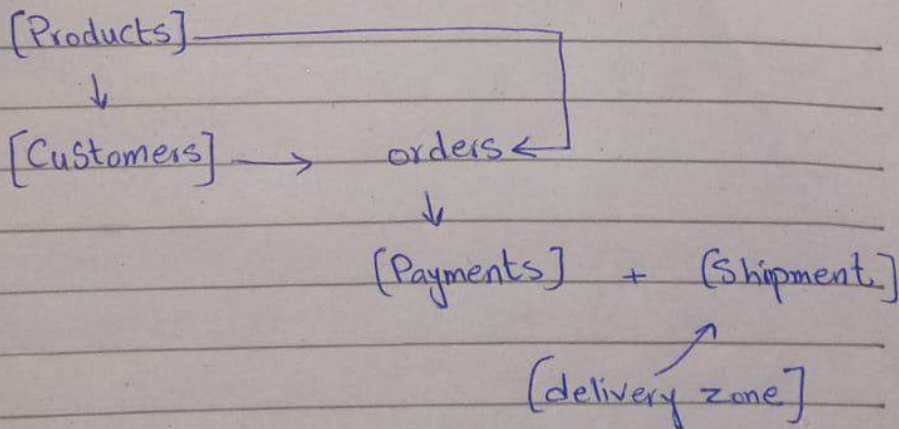 [Products]
[Customers] → orders
[Payments] + [Shipment]
[delivery zone]